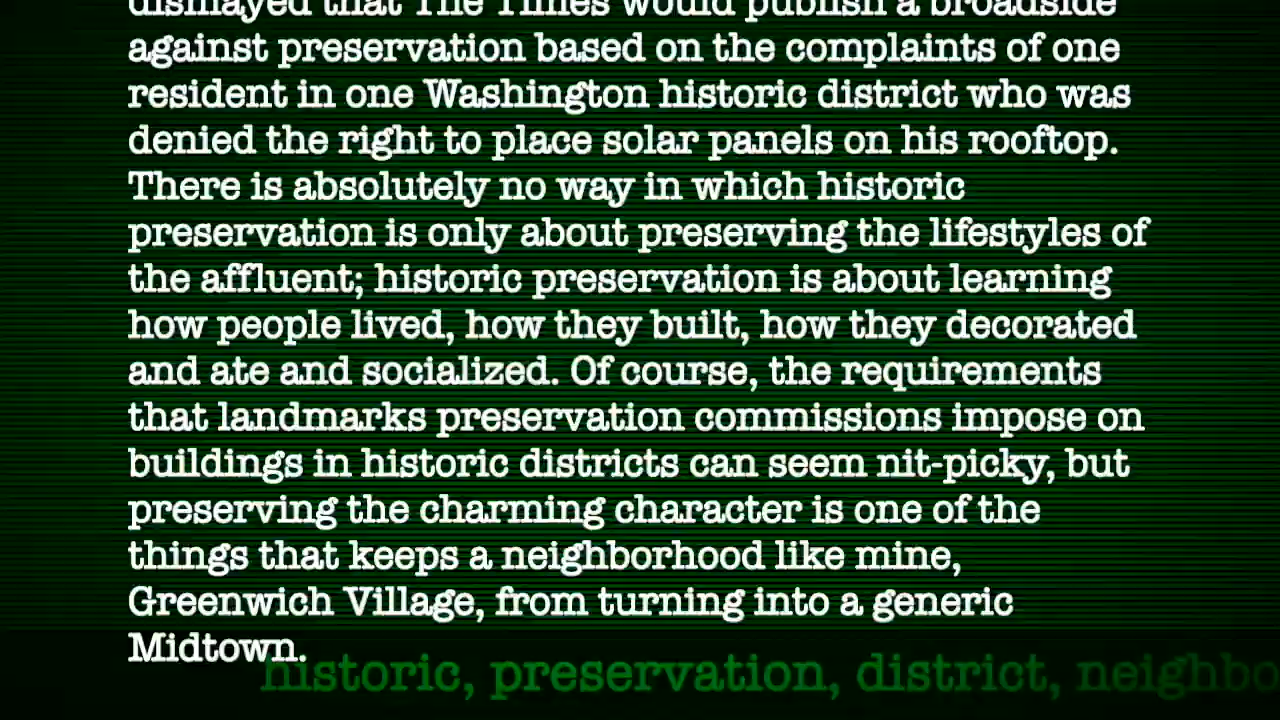 dismayed that The Times would publish a broadside
against preservation based on the complaints of one
resident in one Washington historic district who was
denied the right to place solar panels on his rooftop.
There is absolutely no way in which historic
preservation is only about preserving the lifestyles of
the affluent; historic preservation is about learning
how people lived, how they built, how they decorated
and ate and socialized. Of course, the requirements
that landmarks preservation commissions impose on
buildings in historic districts can seem nit-picky, but
preserving the charming character is one of the
things that keeps a neighborhood like mine,
Greenwich Village, from turning into a generic
Midtown.
historic, preservation, district, neighbo